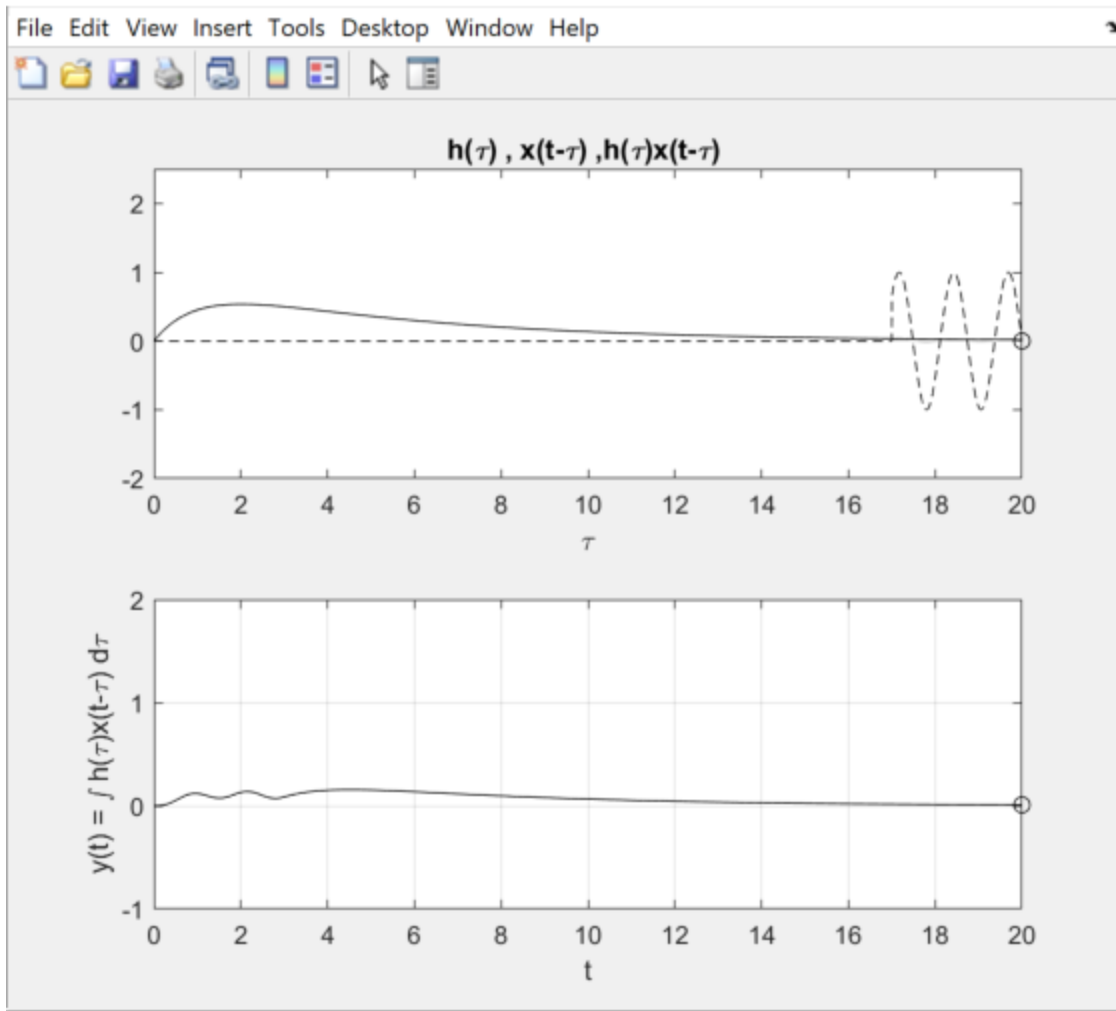 File Edit View Insert Tools Desktop Window Help
h(τ) , x(t-τ) ,h(τ)x(t-τ)
2
1
0
-1
-2
0 2 4 6 8 10 12 14 16 18 20
τ
y(t) = ∫ h(τ)x(t-τ) dτ
2
1
0
-1
0 2 4 6 8 10 12 14 16 18 20
t